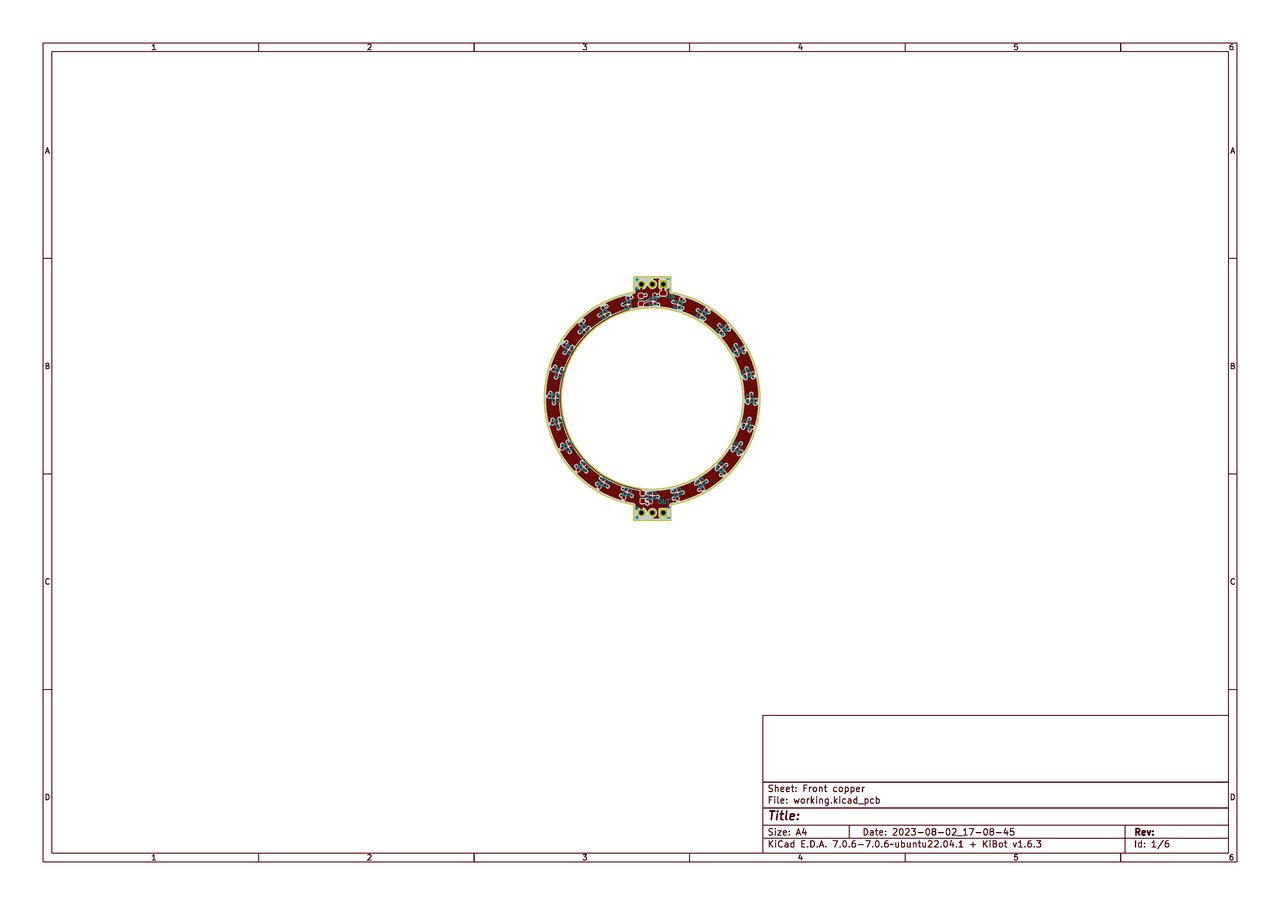 1 2 3 4 5 6
A A
+ -
B B
OUT
+ -
C C
D D
Sheet: Front copper
File: working.kicad_pcb
Title:
Size: A4 Date: 2023-08-02_17-08-45 Rev:
KiCad E.D.A. 7.0.6-7.0.6~ubuntu22.04.1 + KiBot v1.6.3 Id: 1/6
1 2 3 4 5 6